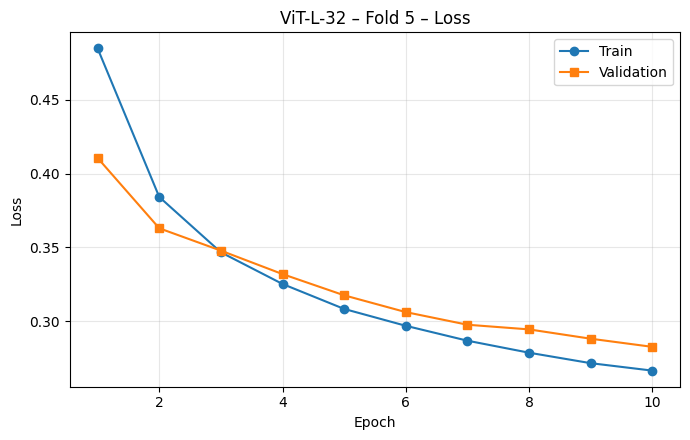 ViT-L-32 – Fold 5 – Loss
Train
Validation
0.45
0.40
0.35
0.30
Loss
2 4 6 8 10
Epoch